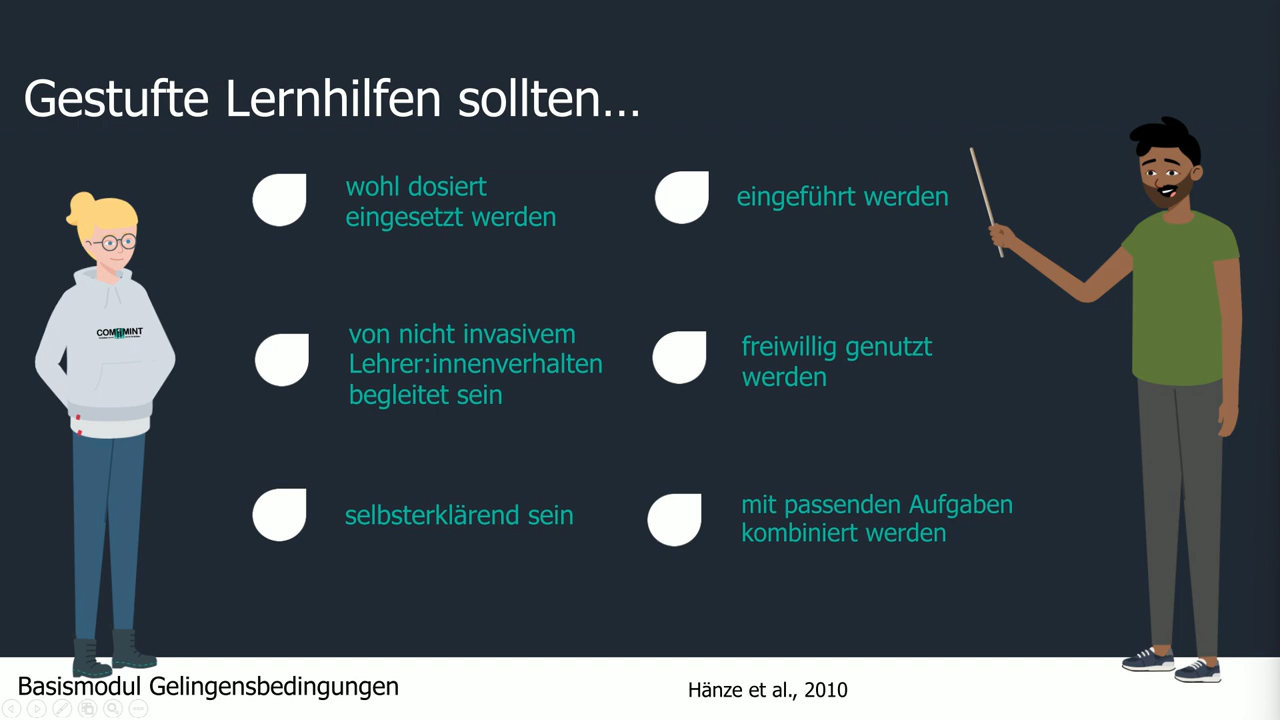 Gestufte Lernhilfen sollten...
wohl dosiert
eingesetzt werden
eingeführt werden
von nicht invasivem
Lehrer:innenverhalten
begleitet sein
freiwillig genutzt
werden
selbsterklärend sein
mit passenden Aufgaben
kombiniert werden
Basismodul Gelingensbedingungen
Hänze et al., 2010